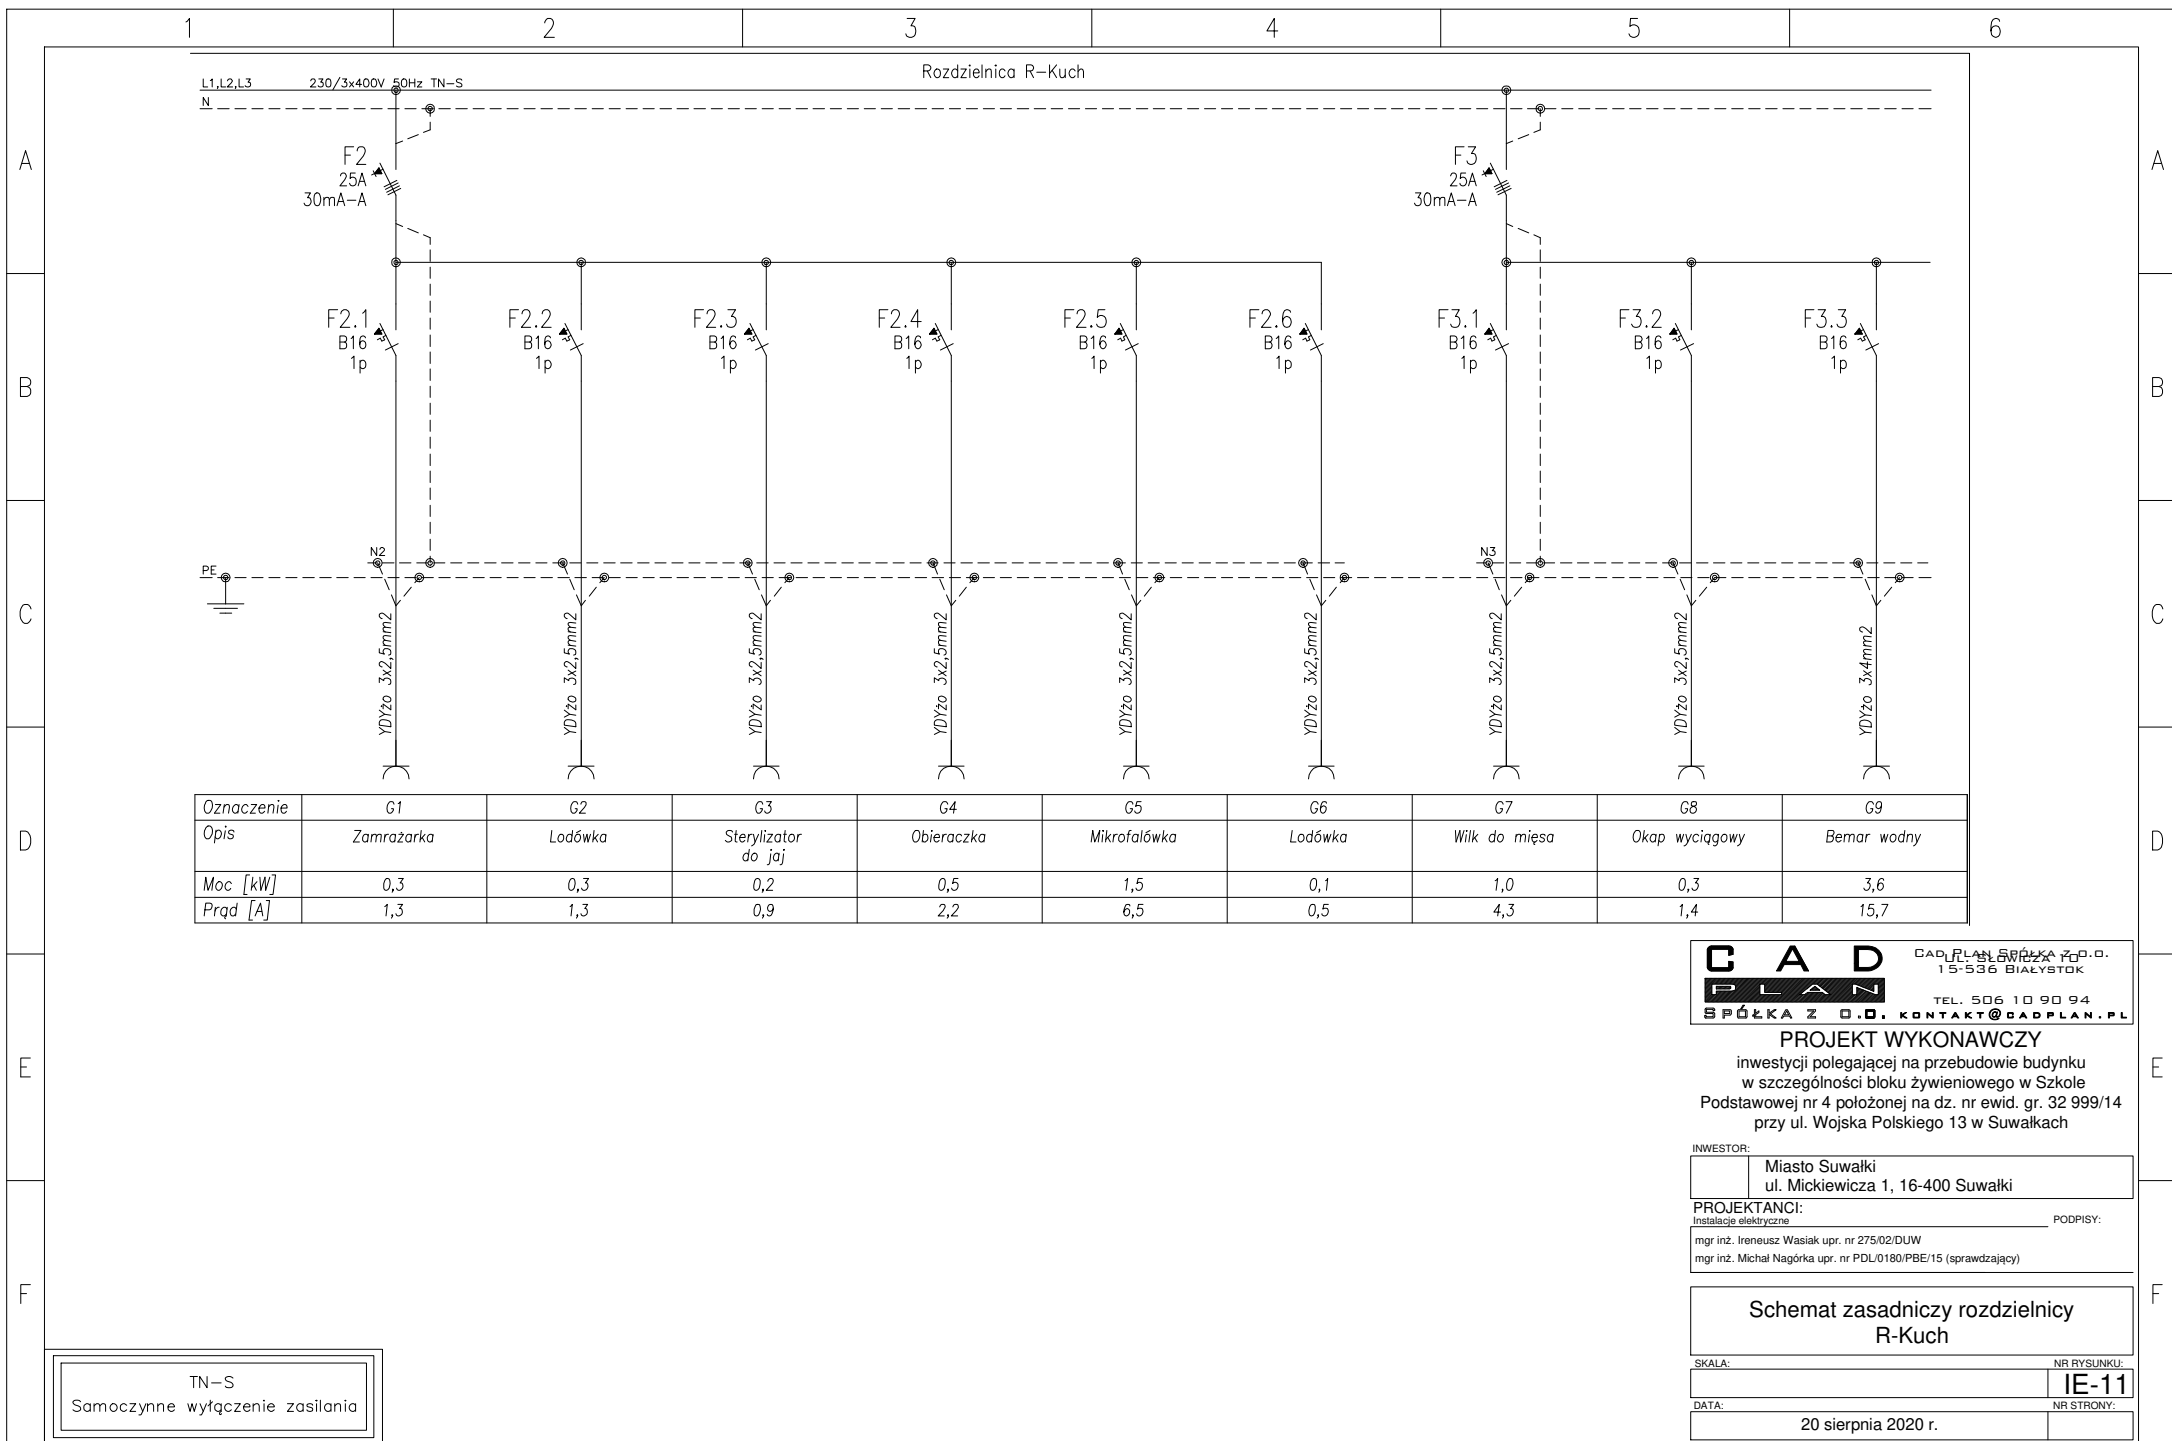 1 2 3 4 5 6
Rozdzielnica R-Kuch
L1,L2,L3 230/3x400V 50Hz TN-S
N
A A
F2
25A
30mA-A
F3
25A
30mA-A
F2.1
B16
1p
F2.2
B16
1p
F2.3
B16
1p
F2.4
B16
1p
F2.5
B16
1p
F2.6
B16
1p
F3.1
B16
1p
F3.2
B16
1p
F3.3
B16
1p
B B
N2 N3
PE
C C
YDYżo 3x2,5mm2
YDYżo 3x2,5mm2
YDYżo 3x2,5mm2
YDYżo 3x2,5mm2
YDYżo 3x2,5mm2
YDYżo 3x2,5mm2
YDYżo 3x2,5mm2
YDYżo 3x2,5mm2
YDYżo 3x4mm2
Oznaczenie G1 G2 G3 G4 G5 G6 G7 G8 G9
Opis Zamrażarka Lodówka Sterylizator do jaj Obieraczka Mikrofalówka Lodówka Wilk do mięsa Okap wyciągowy Bemar wodny
Moc [kW] 0,3 0,3 0,2 0,5 1,5 0,1 1,0 0,3 3,6
Prąd [A] 1,3 1,3 0,9 2,2 6,5 0,5 4,3 1,4 15,7
D D
CAD
PLAN
SPÓŁKA Z O.O.
CAD PLAN SPÓŁKA Z O.O.
UL. SŁOWICZA 10
15-536 BIAŁYSTOK
TEL. 506 10 90 94
KONTAKT@CADPLAN.PL
PROJEKT WYKONAWCZY
inwestycji polegającej na przebudowie budynku
w szczególności bloku żywieniowego w Szkole
Podstawowej nr 4 położonej na dz. nr ewid. gr. 32 999/14
przy ul. Wojska Polskiego 13 w Suwałkach
E E
INWESTOR:
Miasto Suwałki
ul. Mickiewicza 1, 16-400 Suwałki
PROJEKTANCI:
Instalacje elektryczne PODPISY:
mgr inż. Ireneusz Wasiak upr. nr 275/02/DUW
mgr inż. Michał Nagórka upr. nr PDL/0180/PBE/15 (sprawdzający)
F F
Schemat zasadniczy rozdzielnicy
R-Kuch
SKALA: NR RYSUNKU:
IE-11
DATA: NR STRONY:
20 sierpnia 2020 r.
TN-S
Samoczynne wyłączenie zasilania